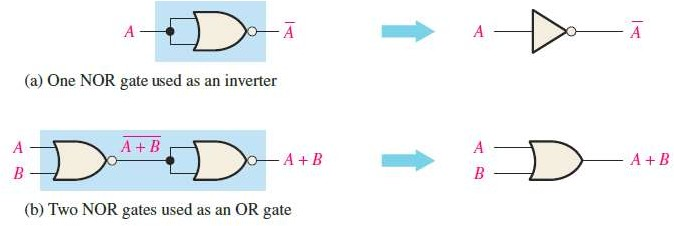 A A̅ A A̅
(a) One NOR gate used as an inverter
A A̅ ̅+̅ ̅B̅ A
B A + B B A + B
(b) Two NOR gates used as an OR gate